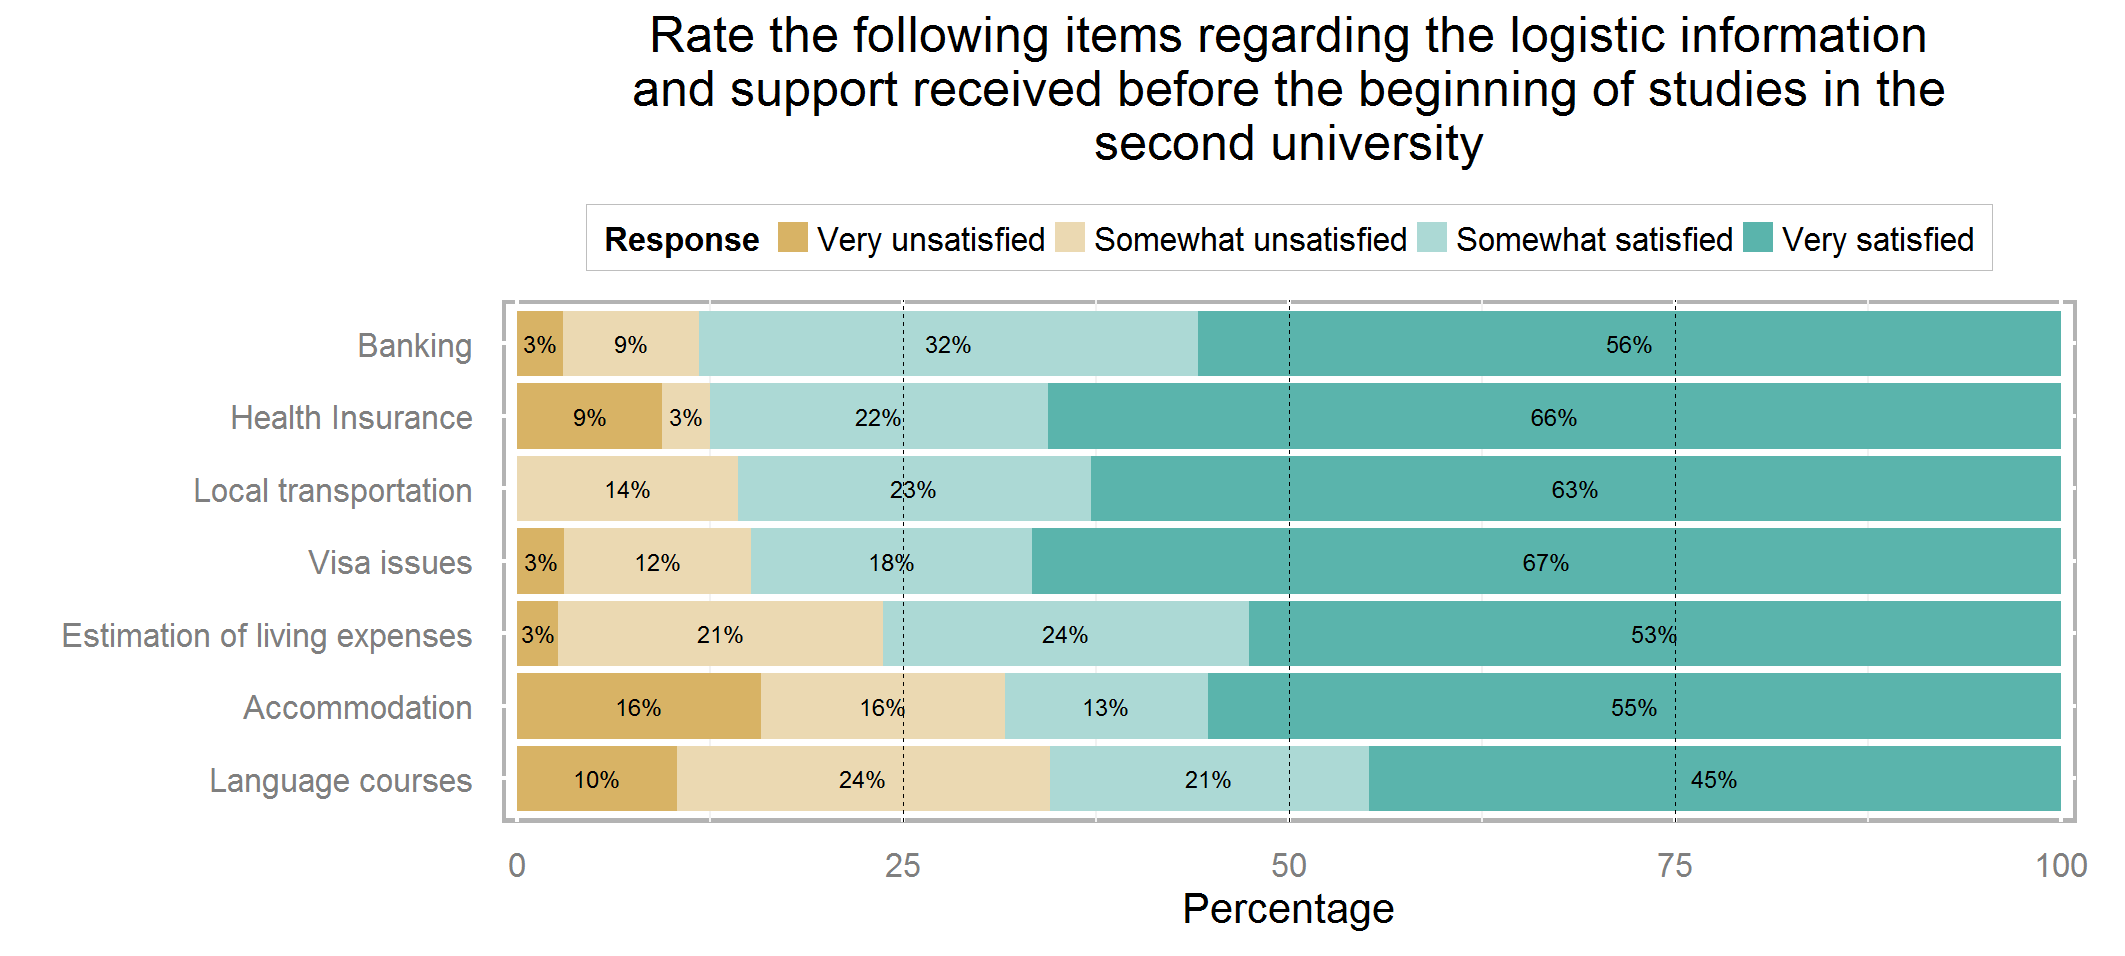 Rate the following items regarding the logistic information
and support received before the beginning of studies in the
second university
Response Very unsatisfied Somewhat unsatisfied Somewhat satisfied Very satisfied
Banking 3% 9% 32% 56%
Health Insurance 9% 3% 22% 66%
Local transportation 14% 23% 63%
Visa issues 3% 12% 18% 67%
Estimation of living expenses 3% 21% 24% 53%
Accommodation 16% 16% 13% 55%
Language courses 10% 24% 21% 45%
0 25 50 75 100
Percentage